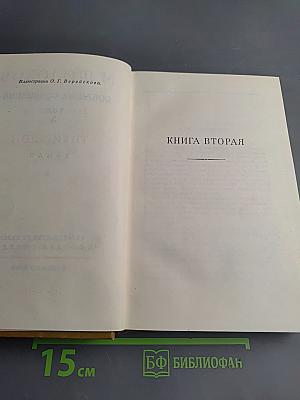 Иллюстрации О. Г. Верейского.
КНИГА ВТОРАЯ
15 см
БФ БИБЛИОФАН